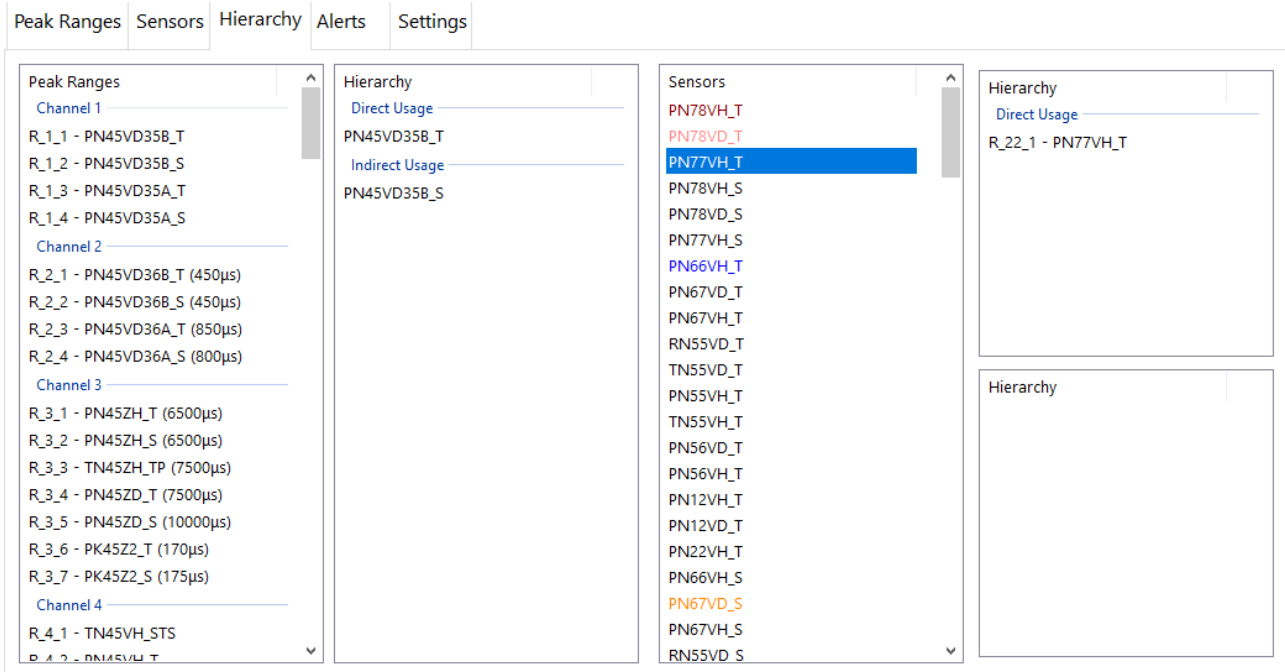 Peak Ranges Sensors Hierarchy Alerts Settings
Peak Ranges
Channel 1
R_1_1 - PN45VD35B_T
R_1_2 - PN45VD35B_S
R_1_3 - PN45VD35A_T
R_1_4 - PN45VD35A_S
Channel 2
R_2_1 - PN45VD36B_T (450µs)
R_2_2 - PN45VD36B_S (450µs)
R_2_3 - PN45VD36A_T (850µs)
R_2_4 - PN45VD36A_S (800µs)
Channel 3
R_3_1 - PN45ZH_T (6500µs)
R_3_2 - PN45ZH_S (6500µs)
R_3_3 - TN45ZH_TP (7500µs)
R_3_4 - PN45ZD_T (7500µs)
R_3_5 - PN45ZD_S (10000µs)
R_3_6 - PK45Z2_T (170µs)
R_3_7 - PK45Z2_S (175µs)
Channel 4
R_4_1 - TN45VH_STS
R_4_2 - PN45VH_T
Hierarchy
Direct Usage
PN45VD35B_T
Indirect Usage
PN45VD35B_S
Sensors
PN78VH_T
PN78VD_T
PN77VH_T
PN78VH_S
PN78VD_S
PN77VH_S
PN66VH_T
PN67VD_T
PN67VH_T
RN55VD_T
TN55VD_T
PN55VH_T
TN55VH_T
PN56VD_T
PN56VH_T
PN12VH_T
PN12VD_T
PN22VH_T
PN66VH_S
PN67VD_S
PN67VH_S
RN55VD_S
Hierarchy
Direct Usage
R_22_1 - PN77VH_T
Hierarchy